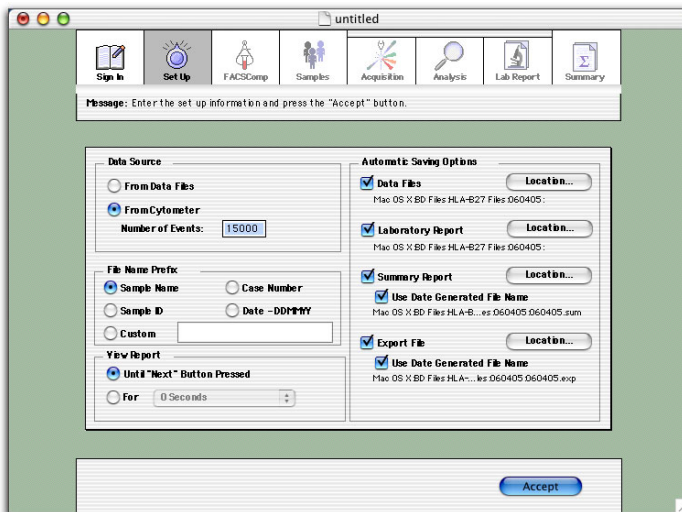 untitled
Sign In Set Up FACSComp Samples Acquisition Analysis Lab Report Summary
Message: Enter the set up information and press the "Accept" button.
Data Source
From Data Files
From Cytometer
Number of Events: 15000
File Name Prefix
Sample Name Case Number
Sample ID Date -DDMMYY
Custom
View Report
Until "Next" Button Pressed
For 0 Seconds
Automatic Saving Options
Data Files Location...
Mac OS X:BD Files:HLA-B27 Files:060405:
Laboratory Report Location...
Mac OS X:BD Files:HLA-B27 Files:060405:
Summary Report Location...
Use Date Generated File Name
Mac OS X:BD Files:HLA-B...es:060405:060405.sum
Export File Location...
Use Date Generated File Name
Mac OS X:BD Files:HLA-...les:060405:060405.exp
Accept